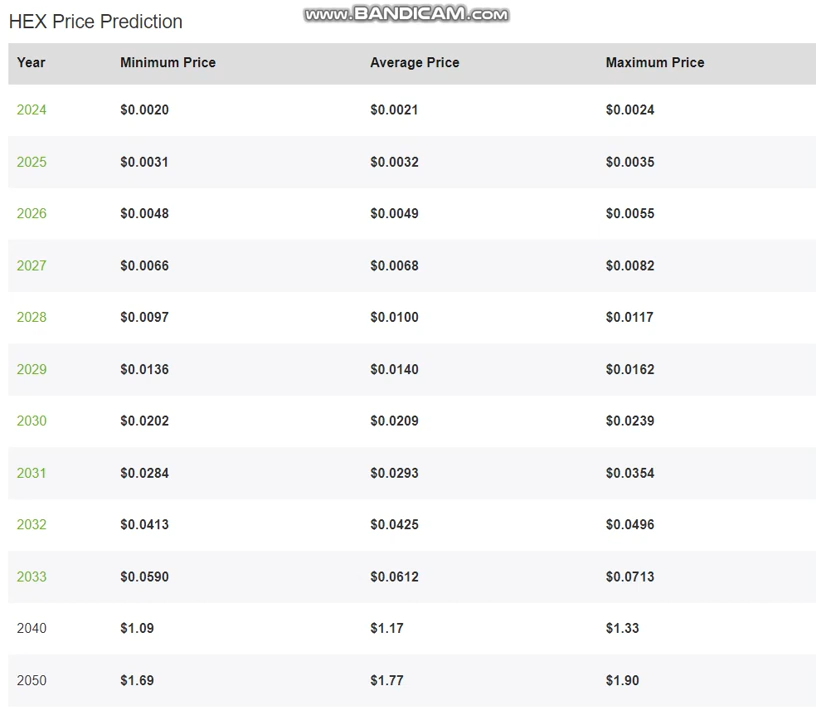 www.BANDICAM.com
HEX Price Prediction
Year Minimum Price Average Price Maximum Price
2024 $0.0020 $0.0021 $0.0024
2025 $0.0031 $0.0032 $0.0035
2026 $0.0048 $0.0049 $0.0055
2027 $0.0066 $0.0068 $0.0082
2028 $0.0097 $0.0100 $0.0117
2029 $0.0136 $0.0140 $0.0162
2030 $0.0202 $0.0209 $0.0239
2031 $0.0284 $0.0293 $0.0354
2032 $0.0413 $0.0425 $0.0496
2033 $0.0590 $0.0612 $0.0713
2040 $1.09 $1.17 $1.33
2050 $1.69 $1.77 $1.90